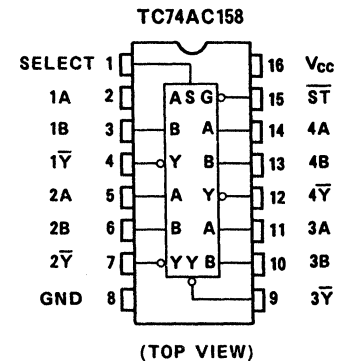 TC74AC158
SELECT 1 16 Vcc
1A 2 A S G 15 S̅T̅
1B 3 B A 14 4A
1Y̅ 4 Y B 13 4B
2A 5 A Y 12 4Y̅
2B 6 B A 11 3A
2Y̅ 7 Y Y B 10 3B
GND 8 9 3Y̅
(TOP VIEW)